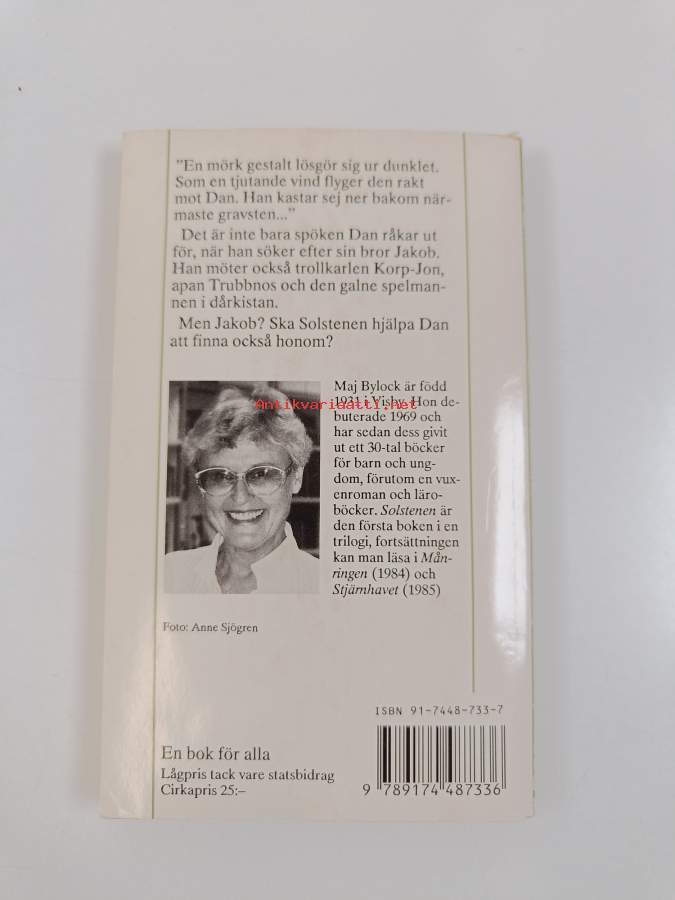 "En mörk gestalt lösgör sig ur dunklet.
Som en tjutande vind flyger den rakt
mot Dan. Han kastar sej ner bakom när-
maste gravsten..."
Det är inte bara spöken Dan råkar ut
för, när han söker efter sin bror Jakob.
Han möter också trollkarlen Korp-Jon,
apan Trubbnos och den galne spelman-
nen i dårkistan.
Men Jakob? Ska Solstenen hjälpa Dan
att finna också honom?
Maj Bylock är född
1931 i Visby. Hon de-
buterade 1969 och
har sedan dess givit
ut ett 30-tal böcker
för barn och ung-
dom, förutom en vux-
enroman och läro-
böcker. Solstenen är
den första boken i en
trilogi, fortsättningen
kan man läsa i Mån-
ringen (1984) och
Stjärnhavet (1985)
Antikvariaatti.net
Foto: Anne Sjögren
ISBN 91-7448-733-7
9 789174 487336
En bok för alla
Lågpris tack vare statsbidrag
Cirkapris 25:–